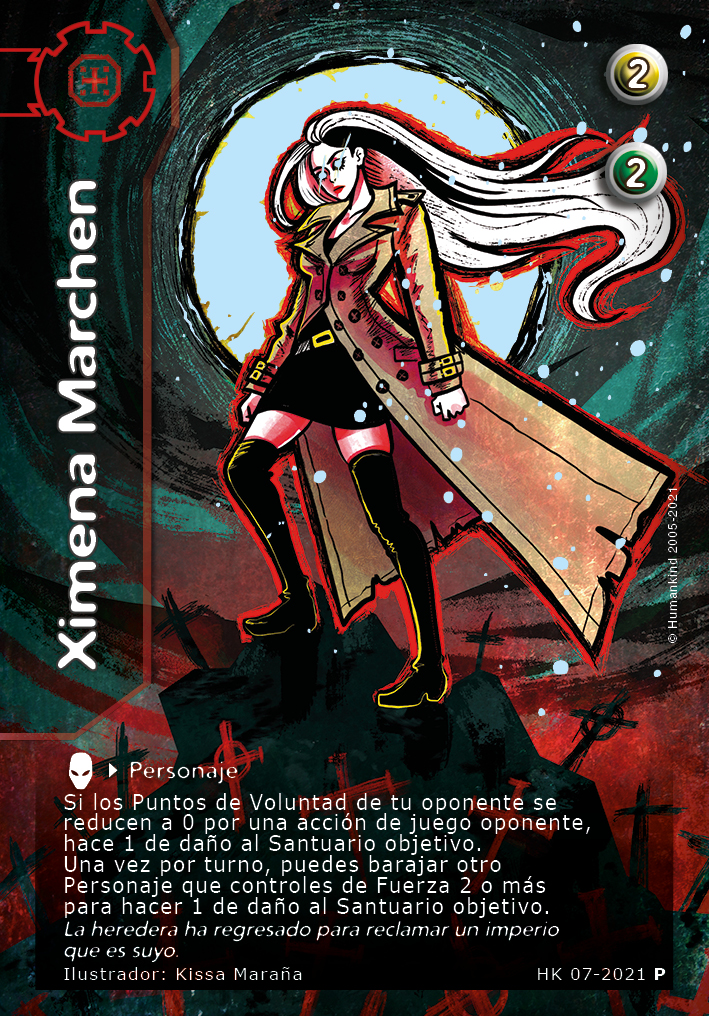 2
2
Ximena Marchen
© Humankind 2005-2021
Personaje
Si los Puntos de Voluntad de tu oponente se
reducen a 0 por una acción de juego oponente,
hace 1 de daño al Santuario objetivo.
Una vez por turno, puedes barajar otro
Personaje que controles de Fuerza 2 o más
para hacer 1 de daño al Santuario objetivo.
La heredera ha regresado para reclamar un imperio
que es suyo.
Ilustrador: Kissa Maraña HK 07-2021 P